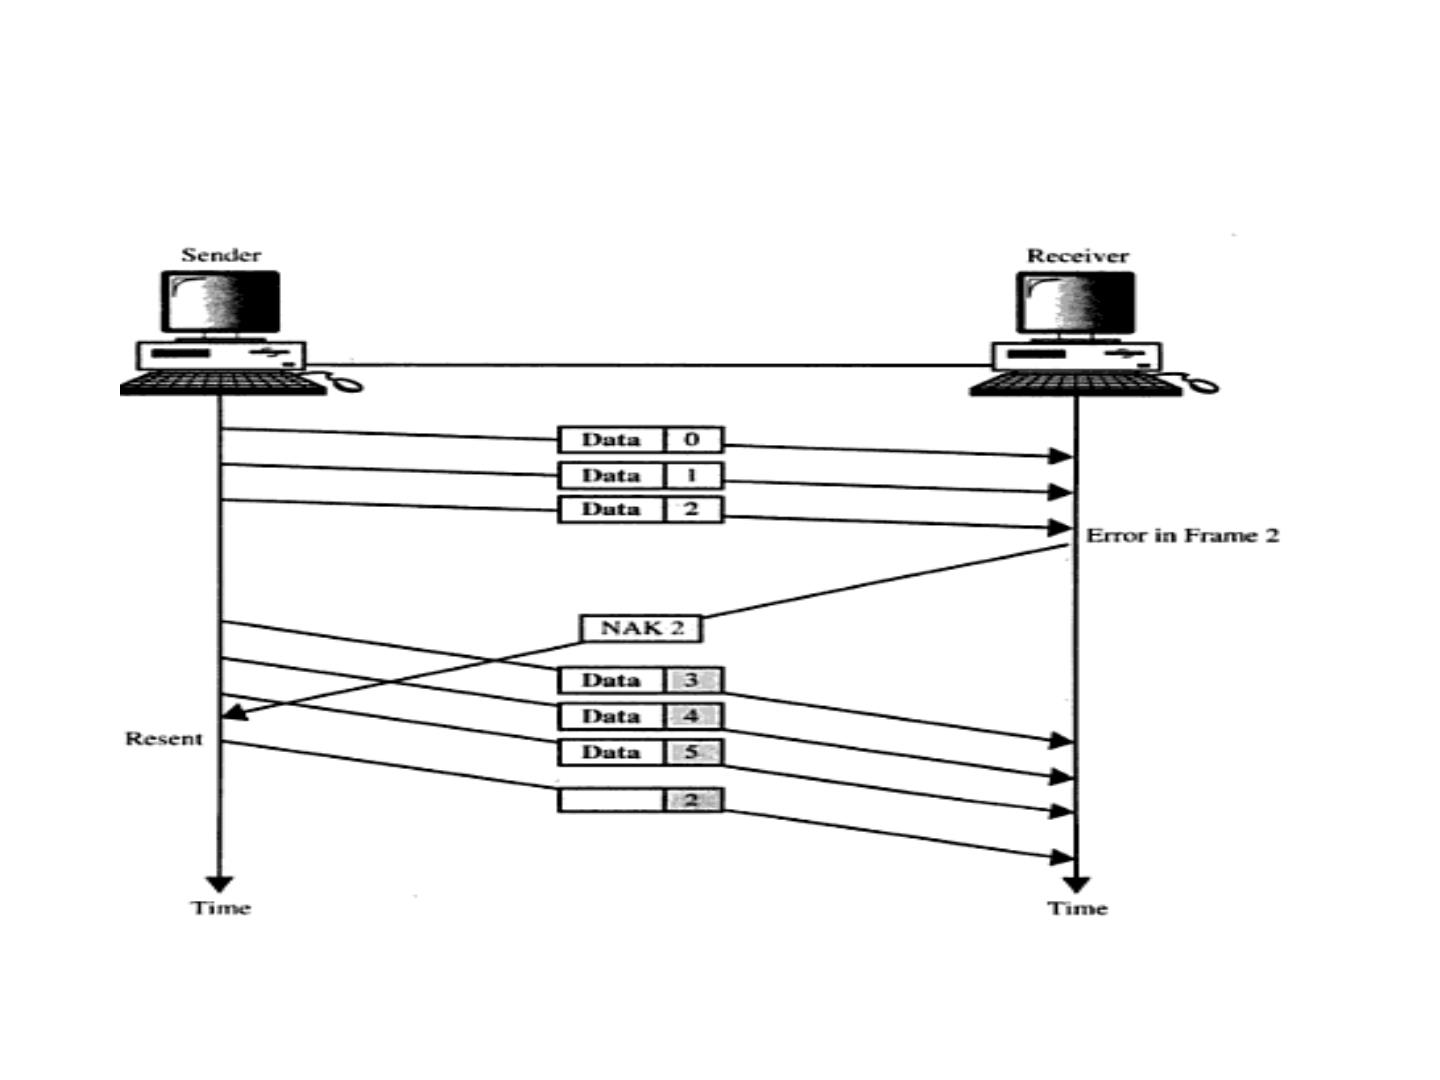 Sender
Receiver
Data 0
Data 1
Data 2
Error in Frame 2
NAK 2
Data 3
Data 4
Data 5
Resent
2
Time
Time